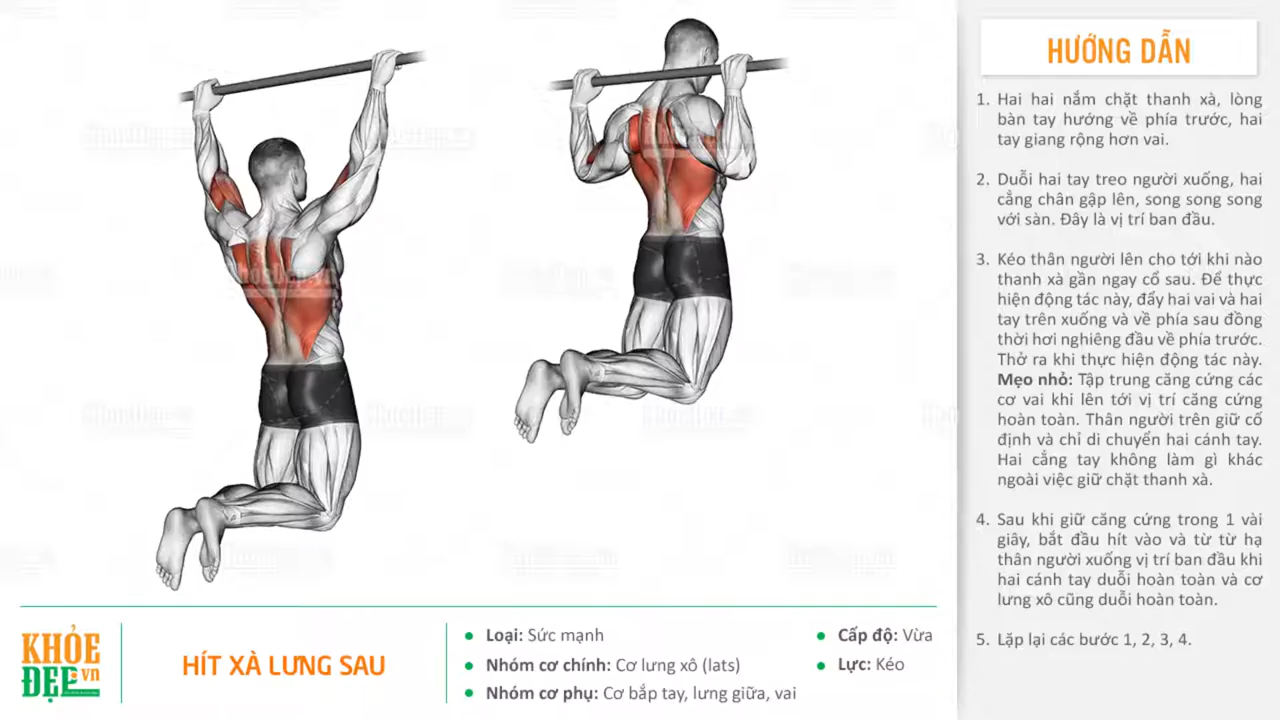 HƯỚNG DẪN
1. Hai hai nắm chặt thanh xà, lòng
bàn tay hướng về phía trước, hai
tay giang rộng hơn vai.
2. Duỗi hai tay treo người xuống, hai
cẳng chân gập lên, song song song
với sàn. Đây là vị trí ban đầu.
3. Kéo thân người lên cho tới khi nào
thanh xà gần ngay cổ sau. Để thực
hiện động tác này, đẩy hai vai và hai
tay trên xuống và về phía sau đồng
thời hơi nghiêng đầu về phía trước.
Thở ra khi thực hiện động tác này.
Mẹo nhỏ: Tập trung căng cứng các
cơ vai khi lên tới vị trí căng cứng
hoàn toàn. Thân người trên giữ cố
định và chỉ di chuyển hai cánh tay.
Hai cẳng tay không làm gì khác
ngoài việc giữ chặt thanh xà.
4. Sau khi giữ căng cứng trong 1 vài
giây, bắt đầu hít vào và từ từ hạ
thân người xuống vị trí ban đầu khi
hai cánh tay duỗi hoàn toàn và cơ
lưng xô cũng duỗi hoàn toàn.
5. Lặp lại các bước 1, 2, 3, 4.
KHỎE
ĐẸP.vn
HÍT XÀ LƯNG SAU
Loại: Sức mạnh
Nhóm cơ chính: Cơ lưng xô (lats)
Nhóm cơ phụ: Cơ bắp tay, lưng giữa, vai
Cấp độ: Vừa
Lực: Kéo